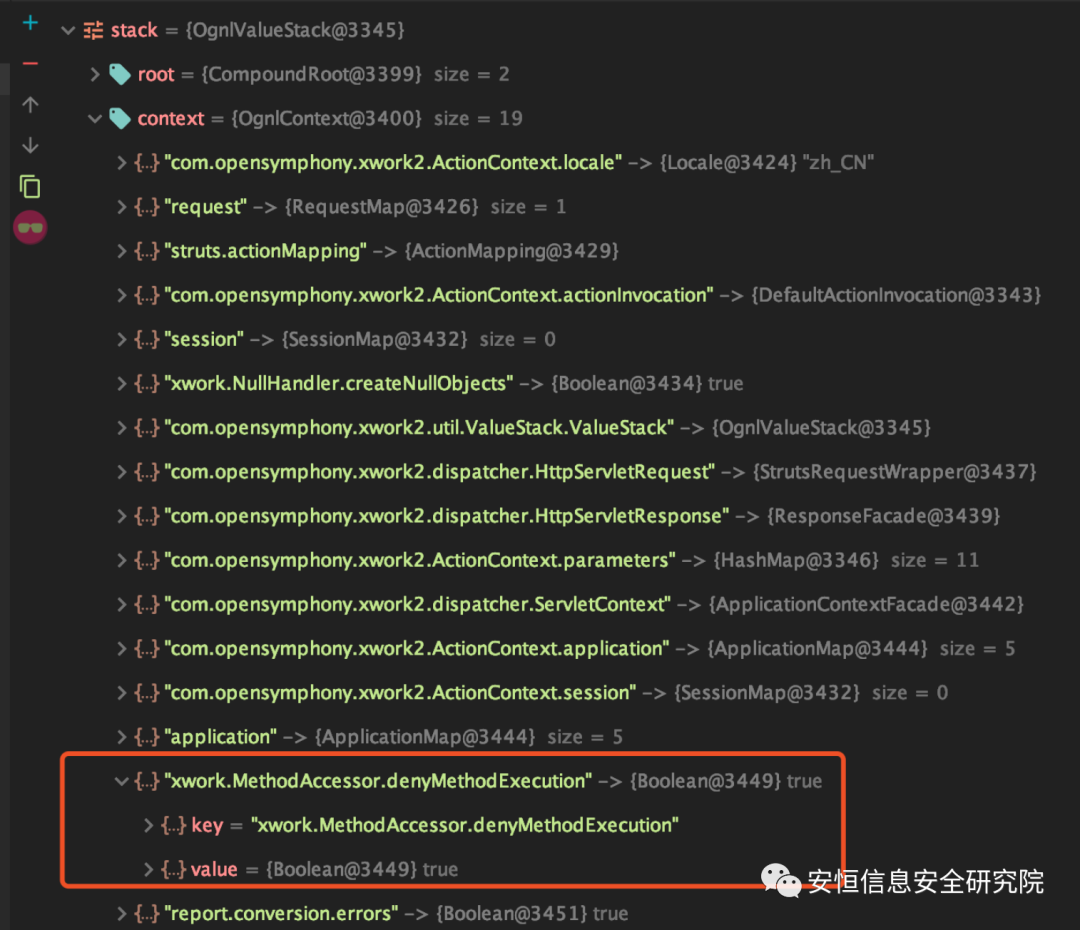 stack = {OgnlValueStack@3345}
root = {CompoundRoot@3399} size = 2
context = {OgnlContext@3400} size = 19
{...} "com.opensymphony.xwork2.ActionContext.locale" -> {Locale@3424} "zh_CN"
{...} "request" -> {RequestMap@3426} size = 1
{...} "struts.actionMapping" -> {ActionMapping@3429}
{...} "com.opensymphony.xwork2.ActionContext.actionInvocation" -> {DefaultActionInvocation@3343}
{...} "session" -> {SessionMap@3432} size = 0
{...} "xwork.NullHandler.createNullObjects" -> {Boolean@3434} true
{...} "com.opensymphony.xwork2.util.ValueStack.ValueStack" -> {OgnlValueStack@3345}
{...} "com.opensymphony.xwork2.dispatcher.HttpServletRequest" -> {StrutsRequestWrapper@3437}
{...} "com.opensymphony.xwork2.dispatcher.HttpServletResponse" -> {ResponseFacade@3439}
{...} "com.opensymphony.xwork2.ActionContext.parameters" -> {HashMap@3346} size = 11
{...} "com.opensymphony.xwork2.dispatcher.ServletContext" -> {ApplicationContextFacade@3442}
{...} "com.opensymphony.xwork2.ActionContext.application" -> {ApplicationMap@3444} size = 5
{...} "com.opensymphony.xwork2.ActionContext.session" -> {SessionMap@3432} size = 0
{...} "application" -> {ApplicationMap@3444} size = 5
{...} "xwork.MethodAccessor.denyMethodExecution" -> {Boolean@3449} true
{...} key = "xwork.MethodAccessor.denyMethodExecution"
{...} value = {Boolean@3449} true
安恒信息安全研究院
{...} "report.conversion.errors" -> {Boolean@3451} true